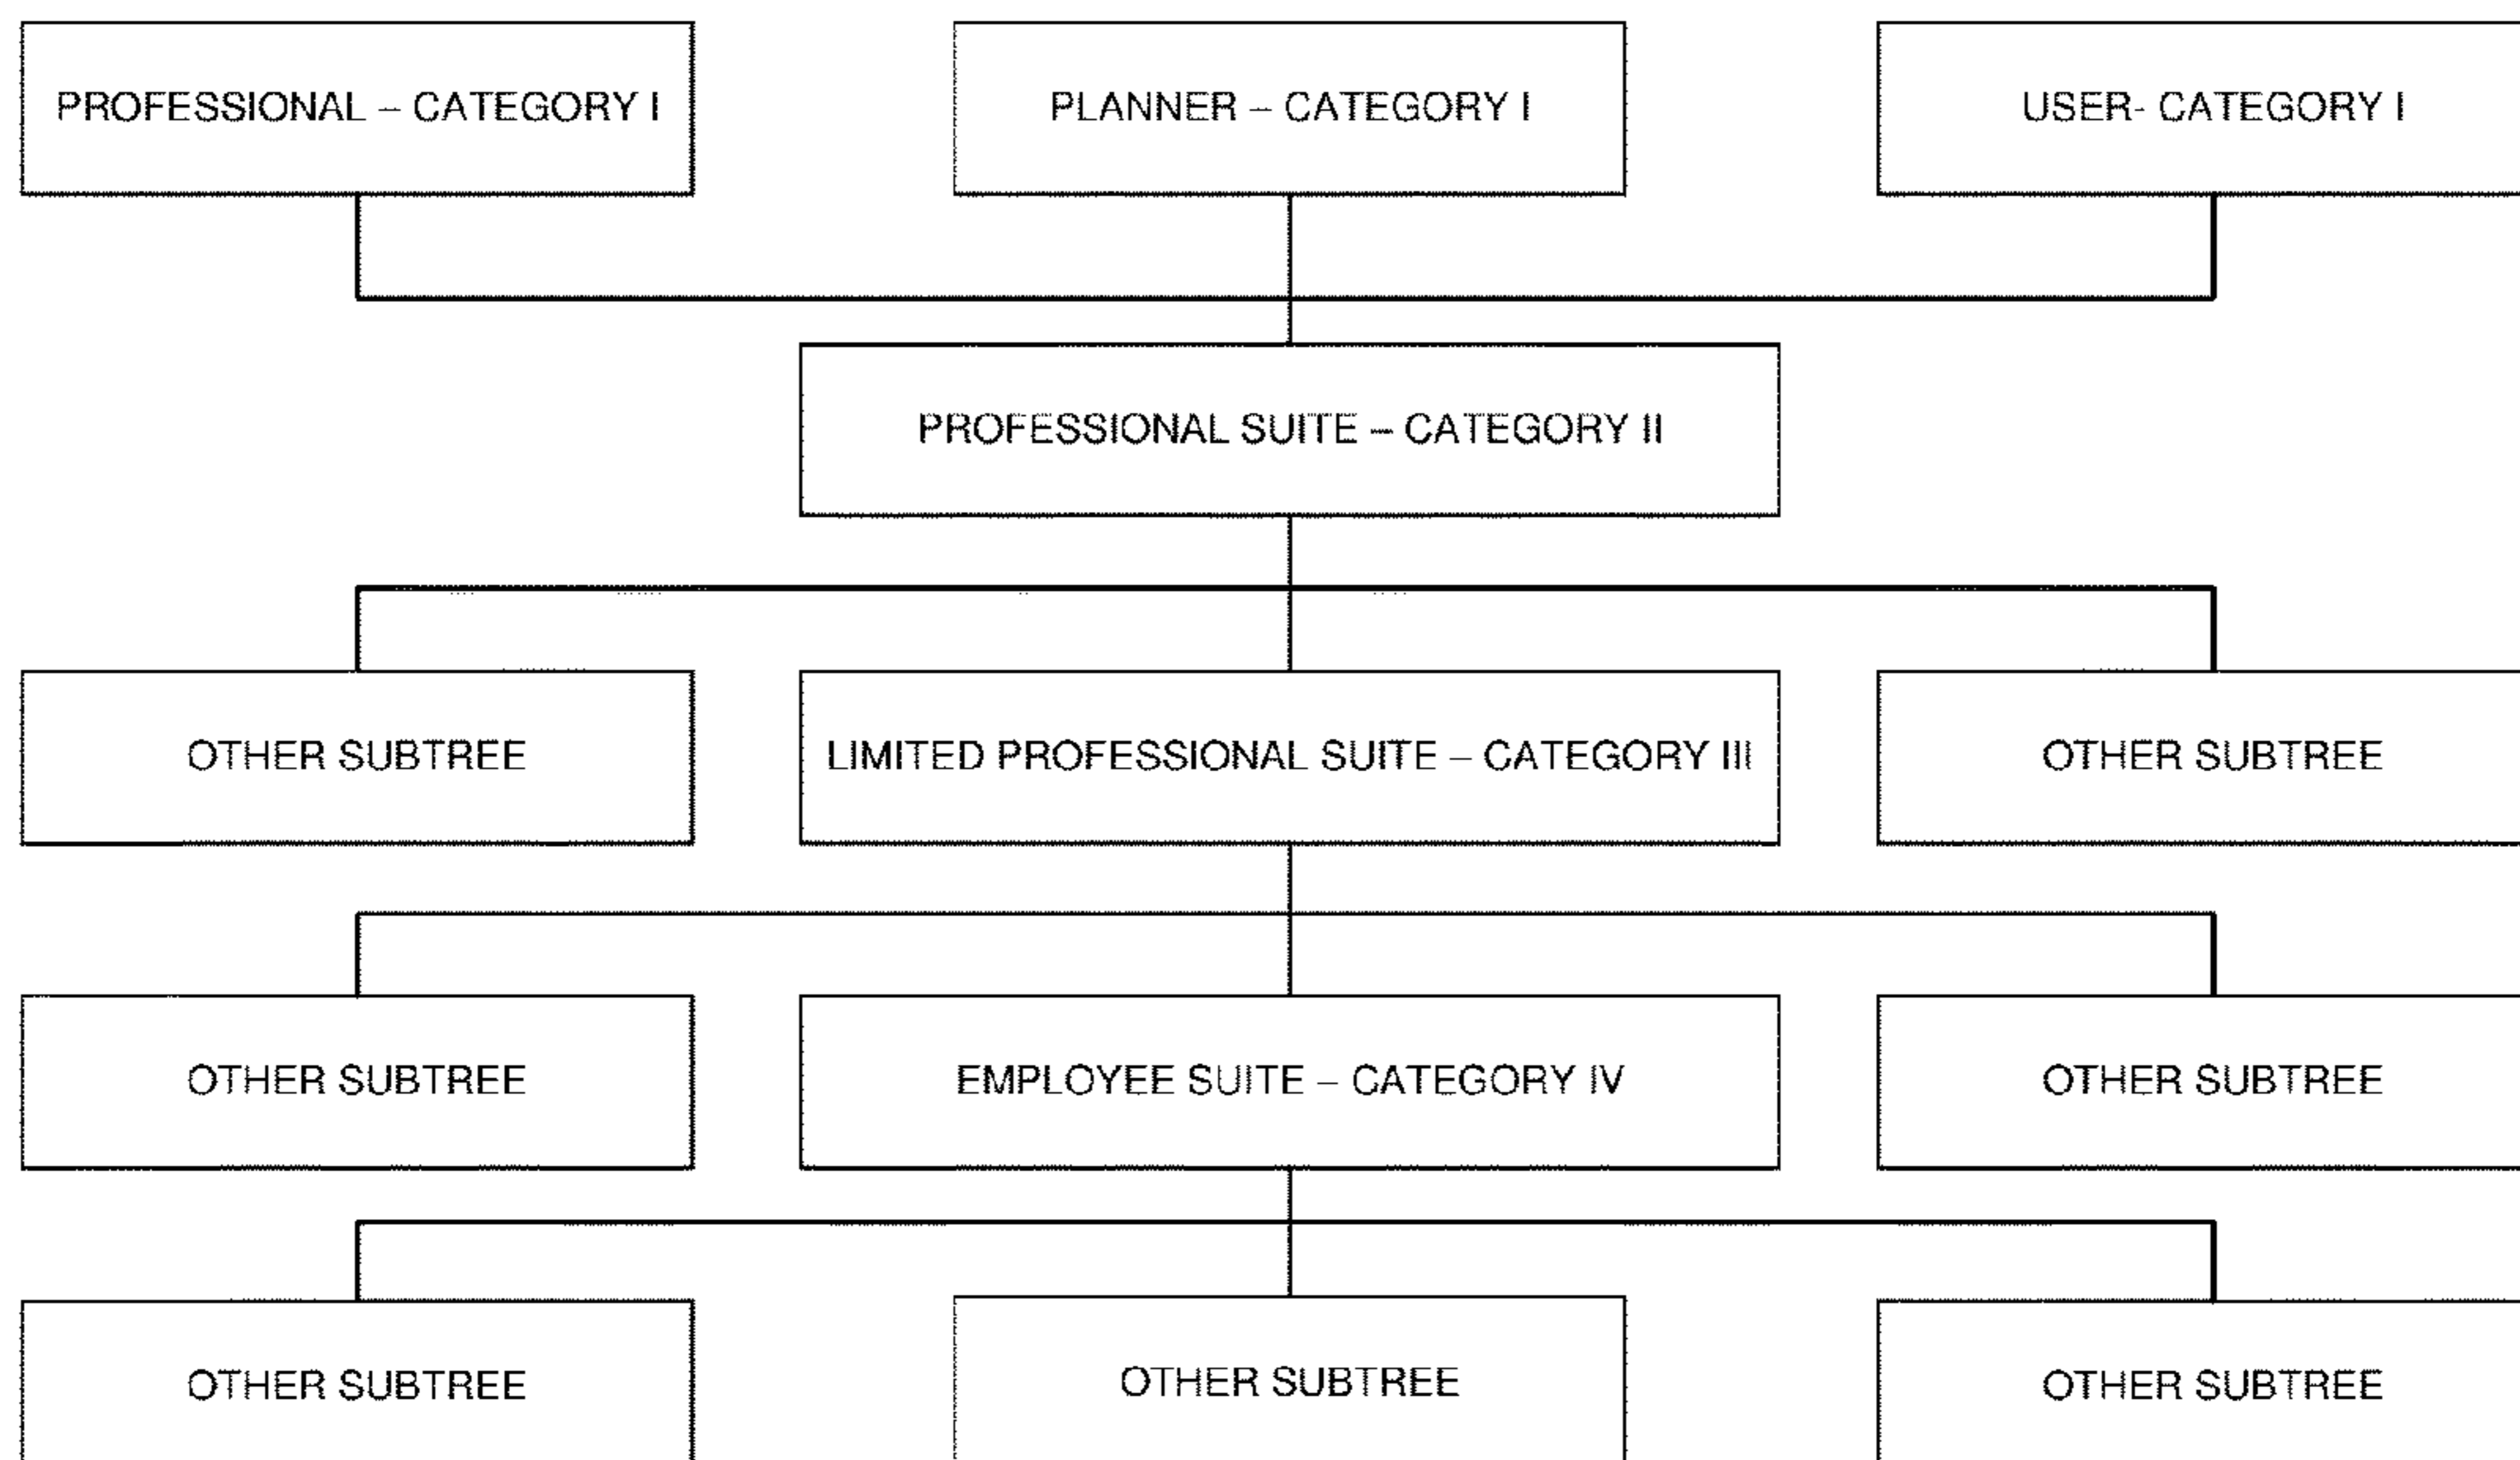 PROFESSIONAL – CATEGORY I
PLANNER – CATEGORY I
USER- CATEGORY I
PROFESSIONAL SUITE – CATEGORY II
OTHER SUBTREE
LIMITED PROFESSIONAL SUITE – CATEGORY III
OTHER SUBTREE
OTHER SUBTREE
EMPLOYEE SUITE – CATEGORY IV
OTHER SUBTREE
OTHER SUBTREE
OTHER SUBTREE
OTHER SUBTREE